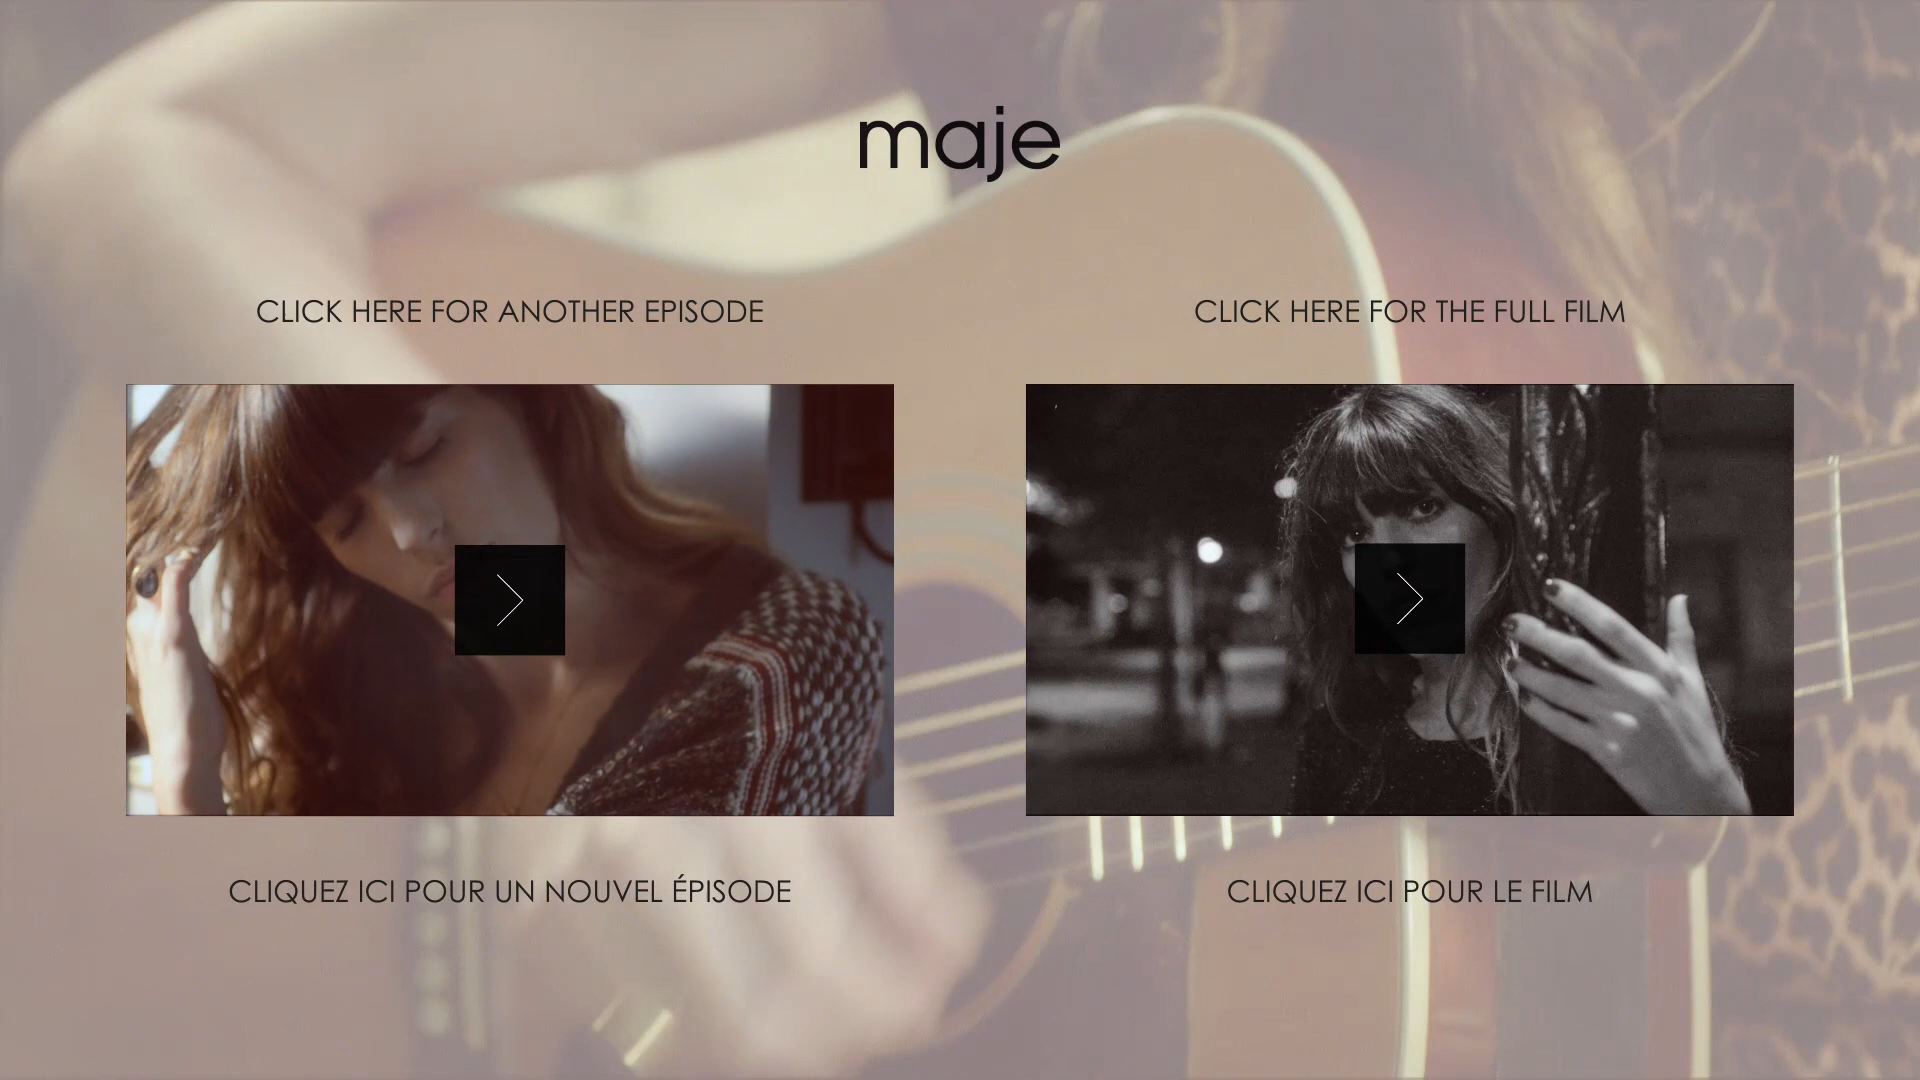 maje
CLICK HERE FOR ANOTHER EPISODE
CLICK HERE FOR THE FULL FILM
CLIQUEZ ICI POUR UN NOUVEL ÉPISODE
CLIQUEZ ICI POUR LE FILM